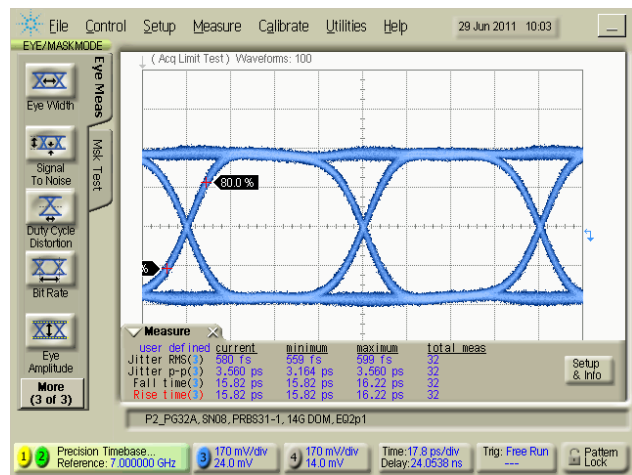 File Control Setup Measure Calibrate Utilities Help 29 Jun 2011 10:03
EYE/MASK MODE
( Acq Limit Test ) Waveforms: 100
Eye Meas
Msk Test
Eye Width
Signal
To Noise
Duty Cycle
Distortion
Bit Rate
Eye
Amplitude
More
(3 of 3)
80.0 %
%
Measure
user defined current minimum maximum total meas
Jitter RMS(3) 580 fs 559 fs 599 fs 32
Jitter p-p(3) 3.560 ps 3.164 ps 3.560 ps 32
Fall time(3) 15.82 ps 15.82 ps 16.22 ps 32
Rise time(3) 15.82 ps 15.82 ps 16.22 ps 32
Setup
& Info
P2_PG32A, SN08, PRBS31-1, 14G DOM, EQ2p1
1 2 Precision Timebase...
Reference: 7.000000 GHz
3 170 mV/div
24.0 mV
4 170 mV/div
14.0 mV
Time:17.8 ps/div
Delay:24.0538 ns
Trig: Free Run
---
Pattern
Lock